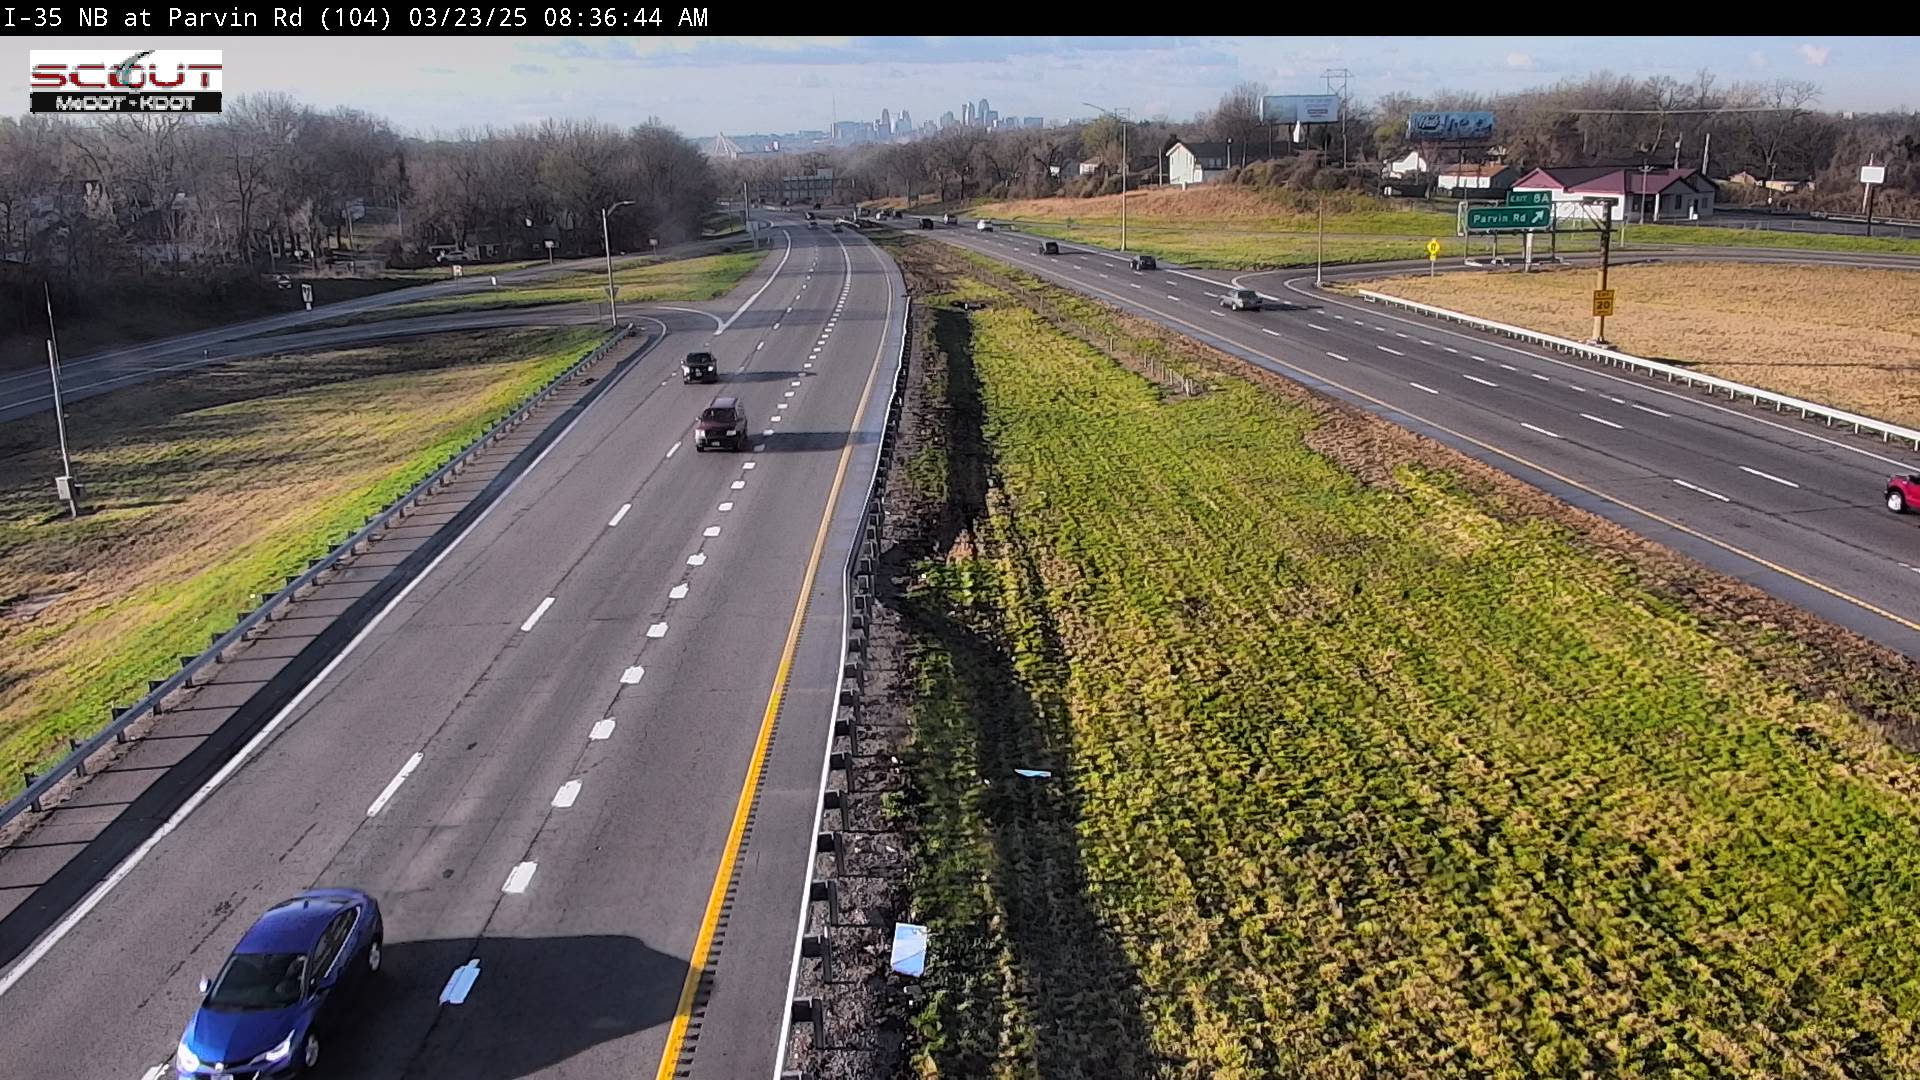 I-35 NB at Parvin Rd (104) 03/23/25 08:36:44 AM
SCOUT
MoDOT - KDOT
EXIT 8A
Parvin Rd
EXIT
20